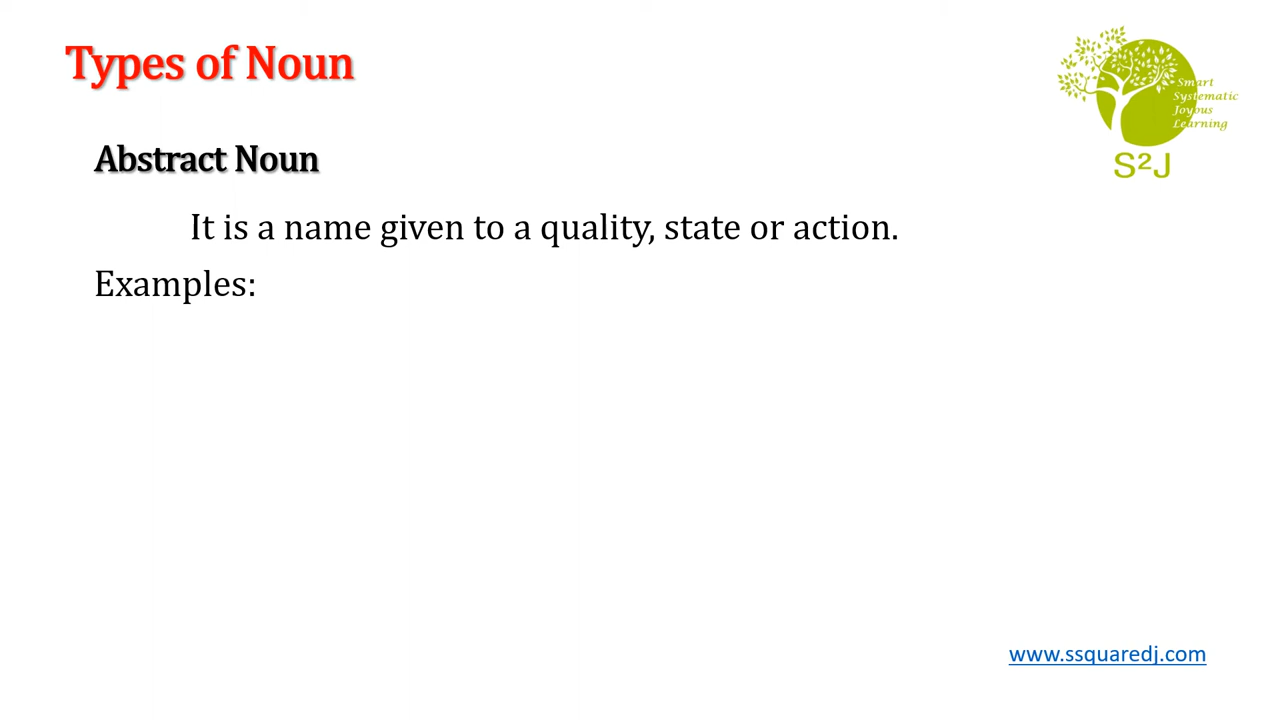 Types of Noun
Smart
Systematic
Joyous
Learning
S²J
Abstract Noun
It is a name given to a quality, state or action.
Examples:
www.ssquaredj.com